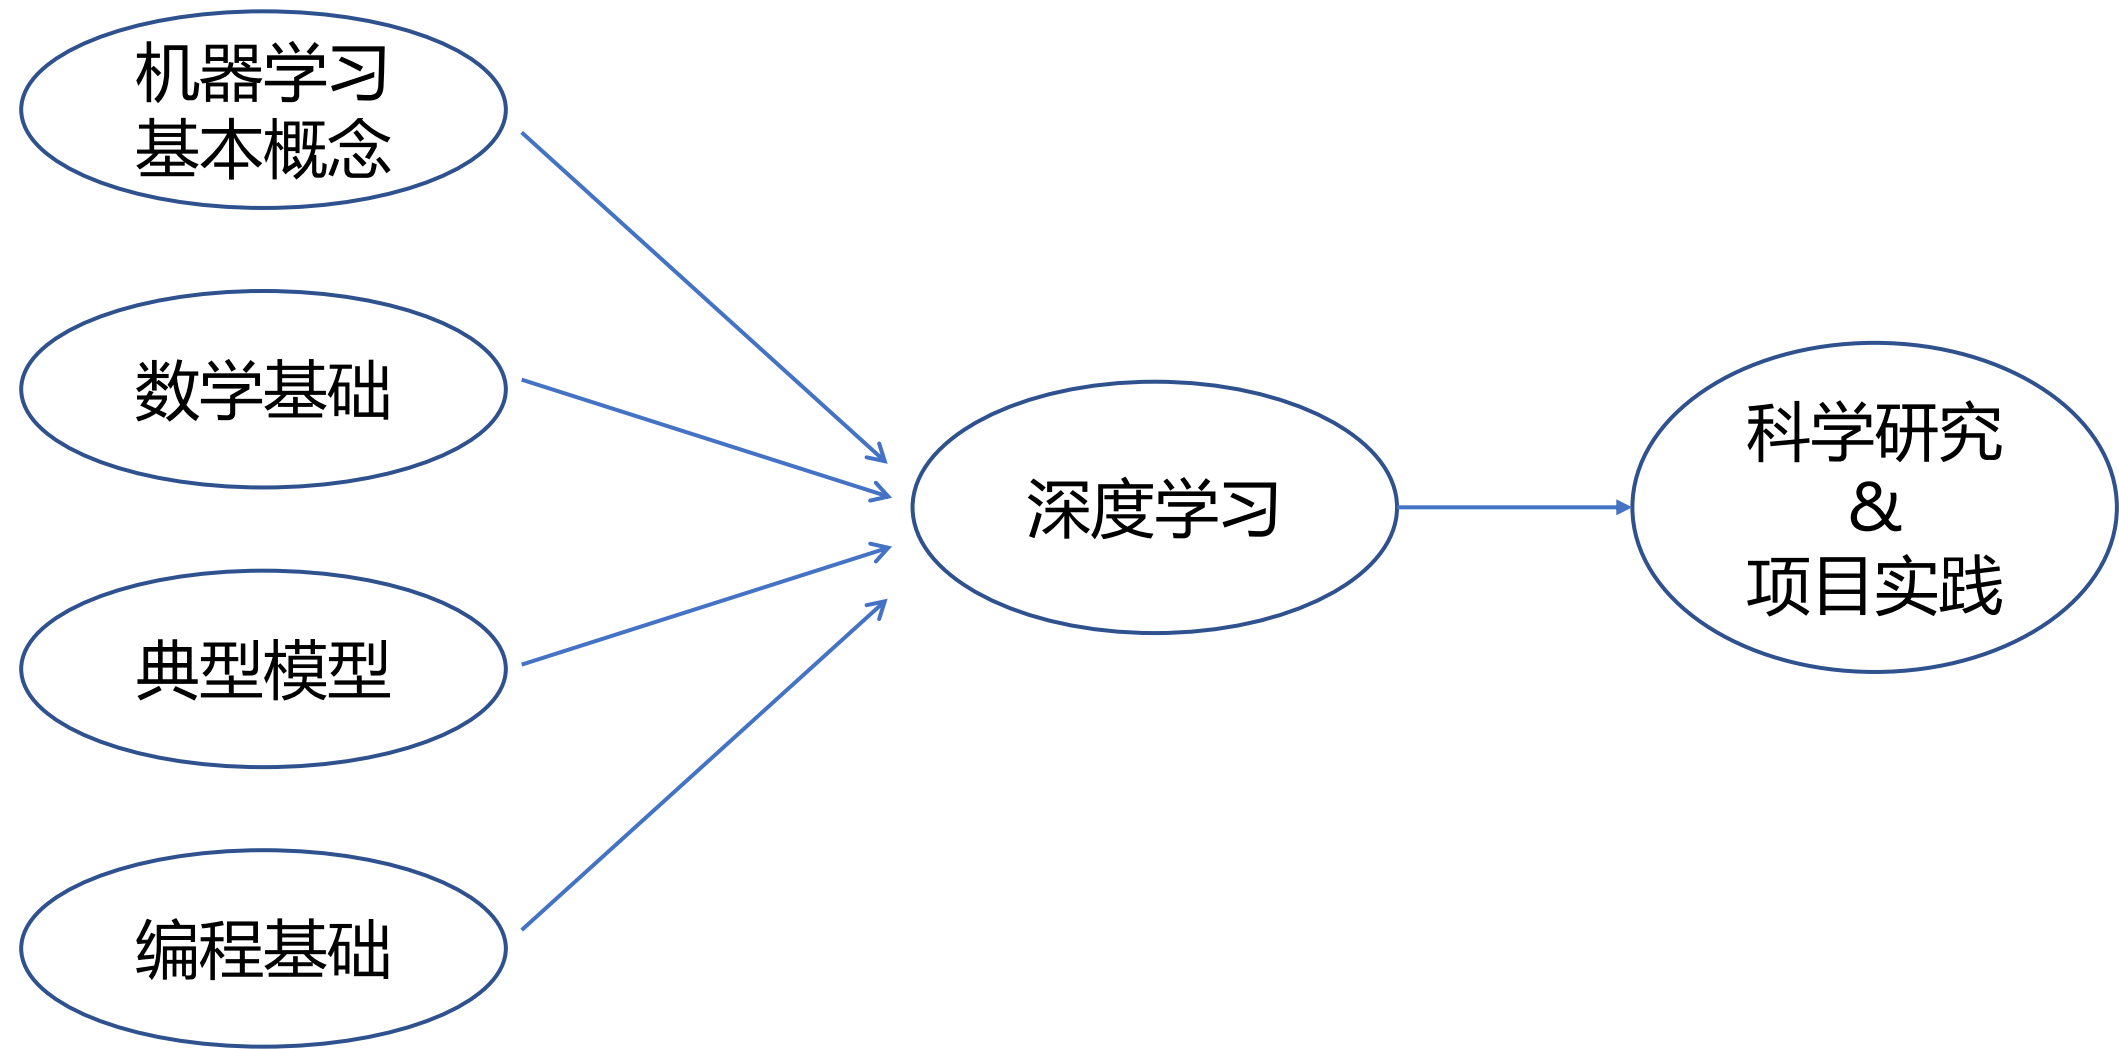 机器学习
基本概念
数学基础
典型模型
编程基础
深度学习
科学研究
&
项目实践